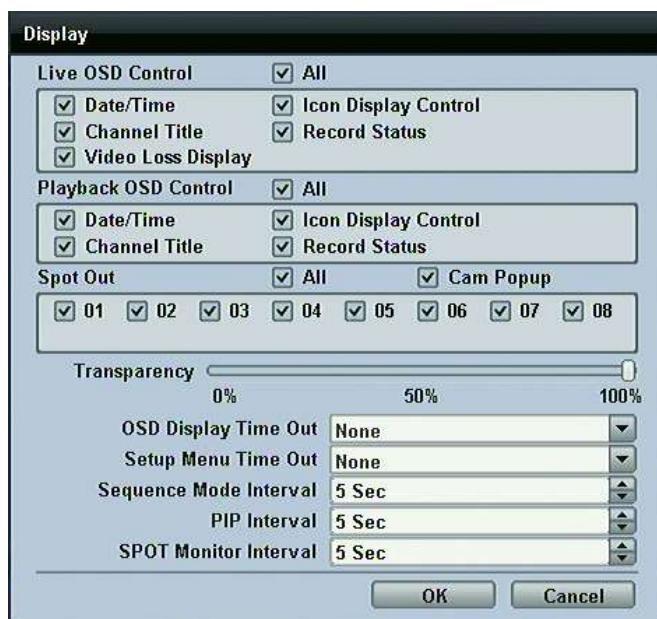 Display
Live OSD Control All
Date/Time Icon Display Control
Channel Title Record Status
Video Loss Display
Playback OSD Control All
Date/Time Icon Display Control
Channel Title Record Status
Spot Out All Cam Popup
01 02 03 04 05 06 07 08
Transparency
0% 50% 100%
OSD Display Time Out None
Setup Menu Time Out None
Sequence Mode Interval 5 Sec
PIP Interval 5 Sec
SPOT Monitor Interval 5 Sec
OK Cancel